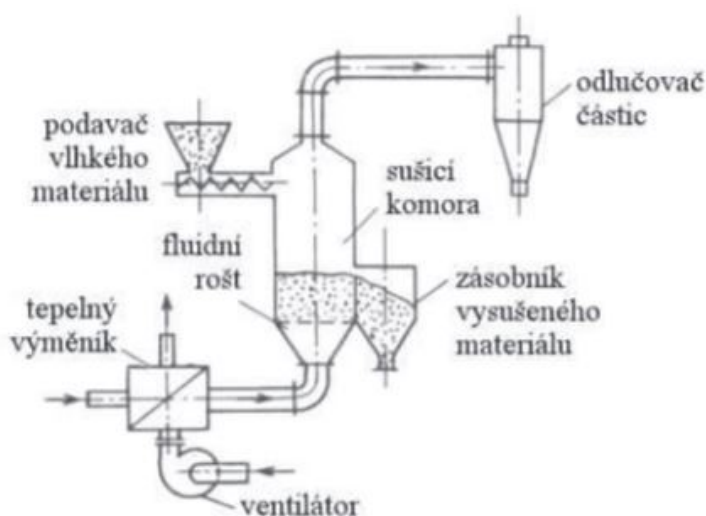 podavač
vlhkého
materiálu
odlučovač
částic
sušicí
komora
fluidní
rošt
zásobník
vysušeného
materiálu
tepelný
výměník
ventilátor